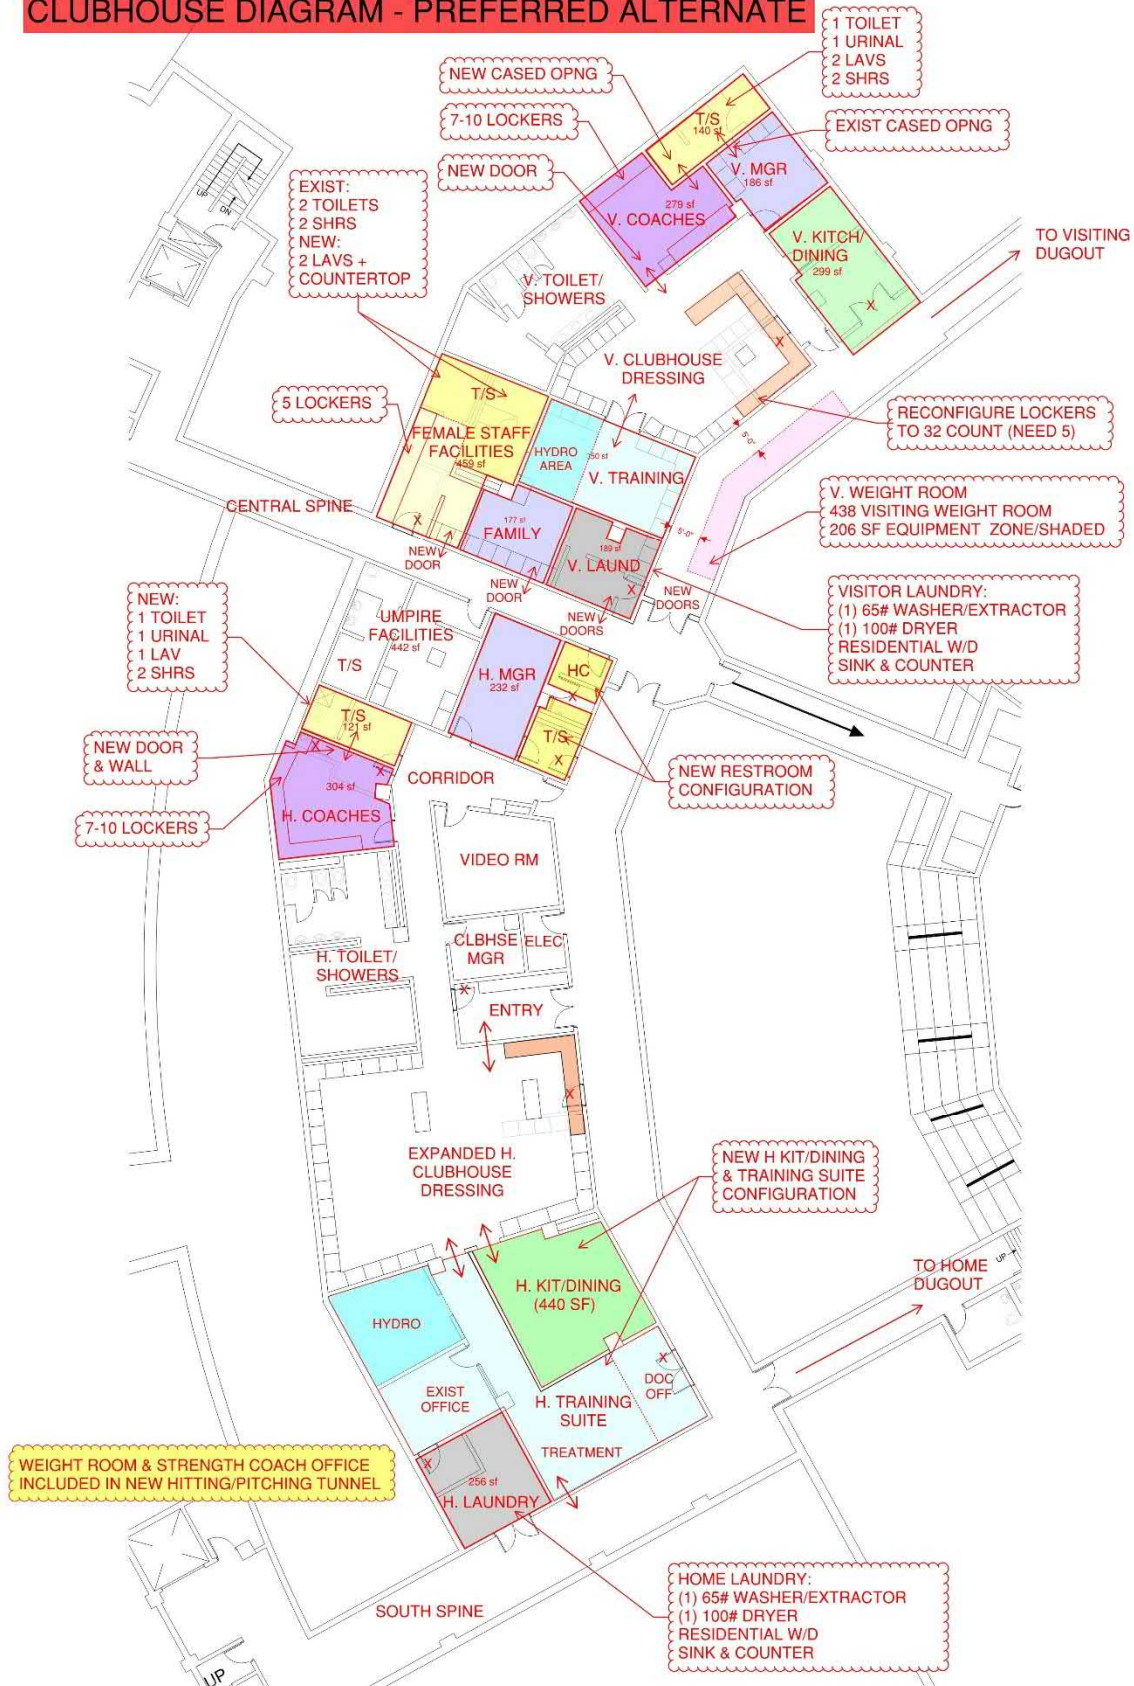 CLUBHOUSE DIAGRAM - PREFERRED ALTERNATE
1 TOILET
1 URINAL
2 LAVS
2 SHRS
NEW CASED OPNG
7-10 LOCKERS
NEW DOOR
EXIST CASED OPNG
T/S
140 sf
V. MGR
186 sf
279 sf
V. COACHES
V. KITCH/
DINING
299 sf
X
TO VISITING
DUGOUT
UP
DN
EXIST:
2 TOILETS
2 SHRS
NEW:
2 LAVS +
COUNTERTOP
V. TOILET/
SHOWERS
X
V. CLUBHOUSE
DRESSING
5 LOCKERS
T/S
FEMALE STAFF
FACILITIES
459 sf
X
HYDRO
AREA
V. TRAINING
5'-0"
5'-0"
RECONFIGURE LOCKERS
TO 32 COUNT (NEED 5)
V. WEIGHT ROOM
438 VISITING WEIGHT ROOM
206 SF EQUIPMENT ZONE/SHADED
CENTRAL SPINE
177 sf
FAMILY
189 sf
V. LAUND
X
NEW
DOOR
NEW
DOOR
NEW
DOORS
NEW
DOORS
VISITOR LAUNDRY:
(1) 65# WASHER/EXTRACTOR
(1) 100# DRYER
RESIDENTIAL W/D
SINK & COUNTER
NEW:
1 TOILET
1 URINAL
1 LAV
2 SHRS
UMPIRE
FACILITIES
442 sf
T/S
H. MGR
232 sf
HC
X
T/S
X
T/S
121 sf
NEW DOOR
& WALL
X
X
304 sf
H. COACHES
7-10 LOCKERS
CORRIDOR
NEW RESTROOM
CONFIGURATION
VIDEO RM
CLBHSE
MGR
ELEC
H. TOILET/
SHOWERS
X
ENTRY
X
EXPANDED H.
CLUBHOUSE
DRESSING
NEW H KIT/DINING
& TRAINING SUITE
CONFIGURATION
H. KIT/DINING
(440 SF)
UP
TO HOME
DUGOUT
HYDRO
X
DOC
OFF
EXIST
OFFICE
H. TRAINING
SUITE
TREATMENT
WEIGHT ROOM & STRENGTH COACH OFFICE
INCLUDED IN NEW HITTING/PITCHING TUNNEL
X
256 sf
H. LAUNDRY
HOME LAUNDRY:
(1) 65# WASHER/EXTRACTOR
(1) 100# DRYER
RESIDENTIAL W/D
SINK & COUNTER
SOUTH SPINE
UP